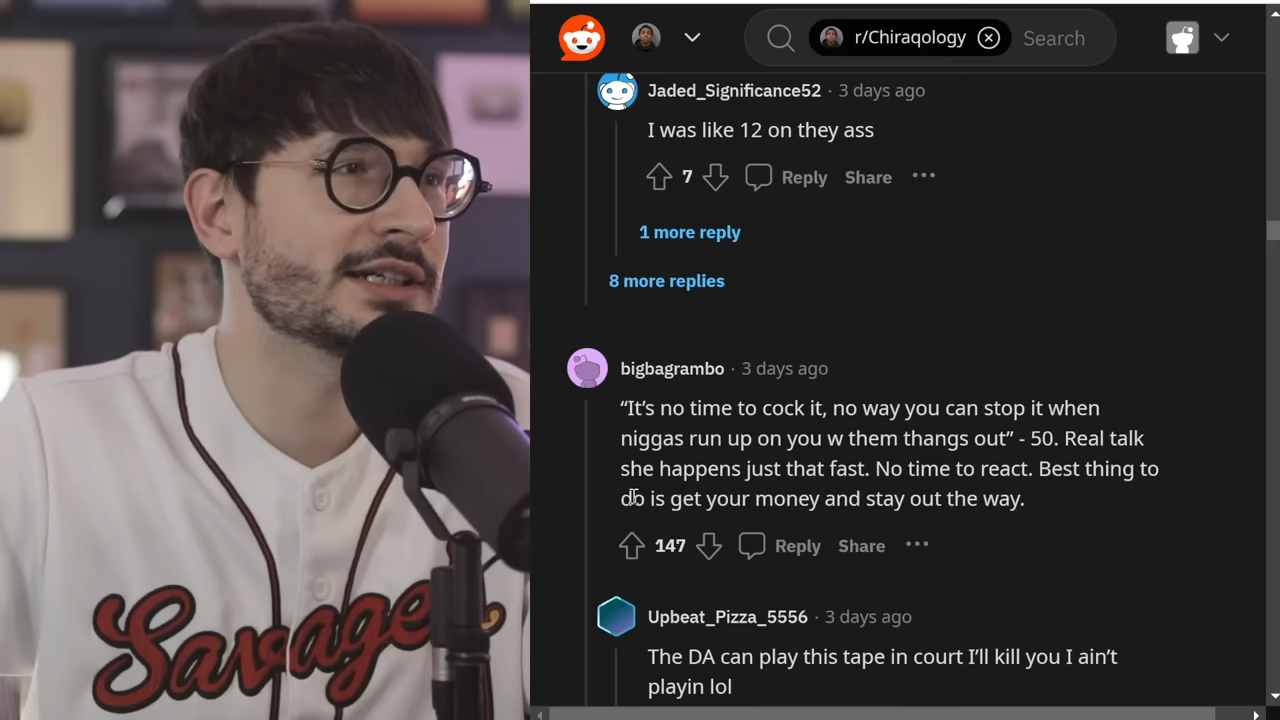 r/Chiraqology
Search
Jaded_Significance52 · 3 days ago
I was like 12 on they ass
7 Reply Share
1 more reply
8 more replies
bigbagrambo · 3 days ago
“It’s no time to cock it, no way you can stop it when
niggas run up on you w them thangs out” - 50. Real talk
she happens just that fast. No time to react. Best thing to
do is get your money and stay out the way.
147 Reply Share
Upbeat_Pizza_5556 · 3 days ago
The DA can play this tape in court I’ll kill you I ain’t
playin lol
Savage